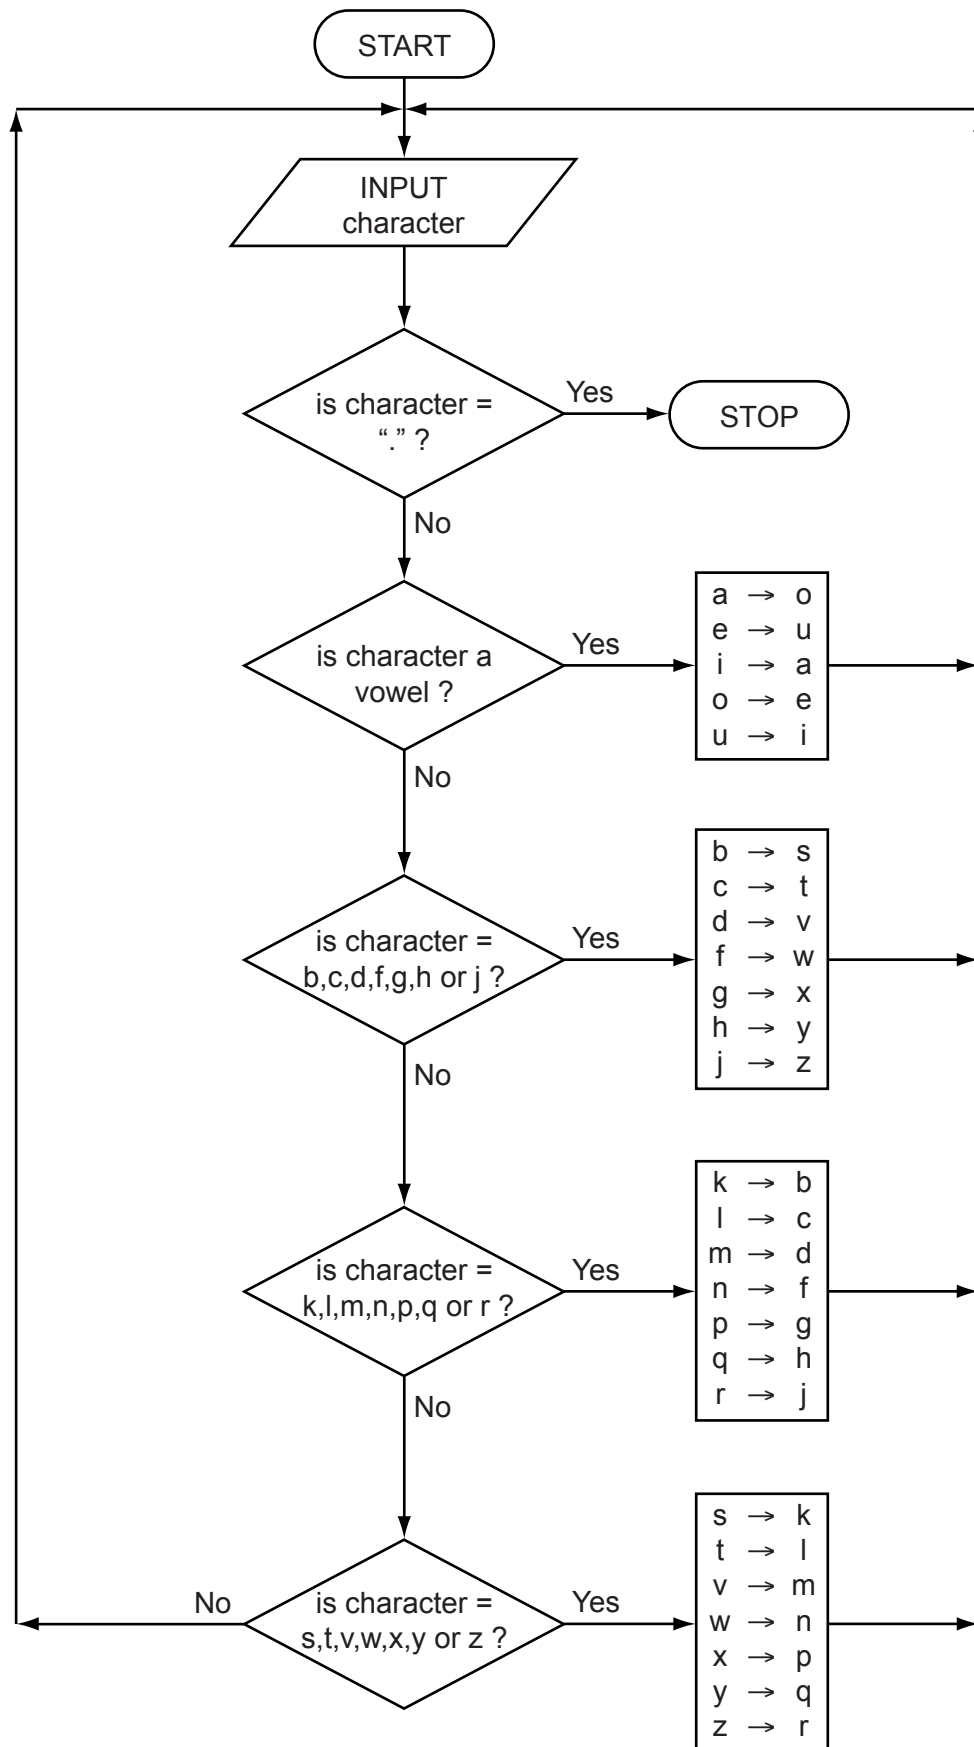 START
INPUT
character
is character =
“.” ?
Yes
STOP
No
is character a
vowel ?
Yes
a → o
e → u
i → a
o → e
u → i
No
is character =
b,c,d,f,g,h or j ?
Yes
b → s
c → t
d → v
f → w
g → x
h → y
j → z
No
is character =
k,l,m,n,p,q or r ?
Yes
k → b
l → c
m → d
n → f
p → g
q → h
r → j
No
is character =
s,t,v,w,x,y or z ?
No
Yes
s → k
t → l
v → m
w → n
x → p
y → q
z → r